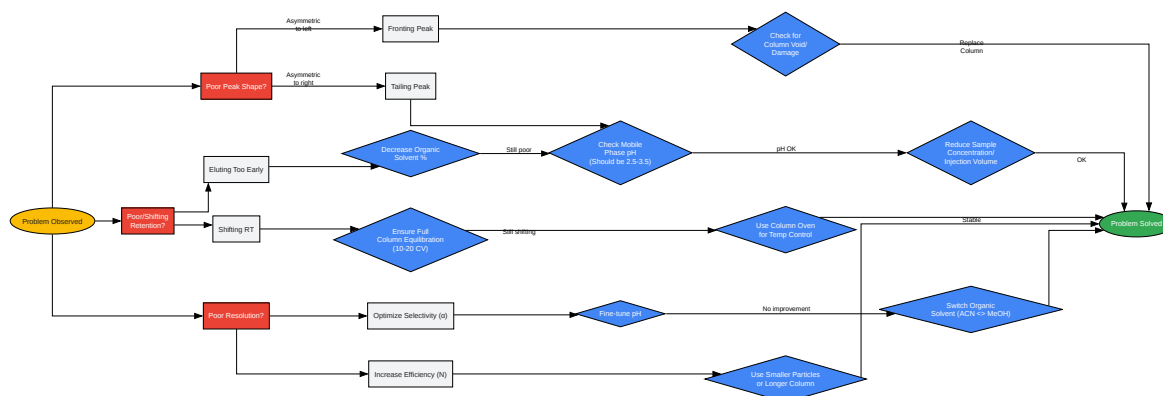 Asymmetric
to left
Fronting Peak
Check for
Column Void/
Damage
Replace
Column
Poor Peak Shape?
Asymmetric
to right
Tailing Peak
Eluting Too Early
Decrease Organic
Solvent %
Still poor
Check Mobile
Phase pH
(Should be 2.5-3.5)
pH OK
Reduce Sample
Concentration/
Injection Volume
OK
Problem Observed
Poor/Shifting
Retention?
Shifting RT
Ensure Full
Column Equilibration
(10-20 CV)
Still shifting
Use Column Oven
for Temp Control
Stable
Problem Solved
Poor Resolution?
Optimize Selectivity (α)
Fine-tune pH
No improvement
Switch Organic
Solvent (ACN <> MeOH)
Increase Efficiency (N)
Use Smaller Particles
or Longer Column